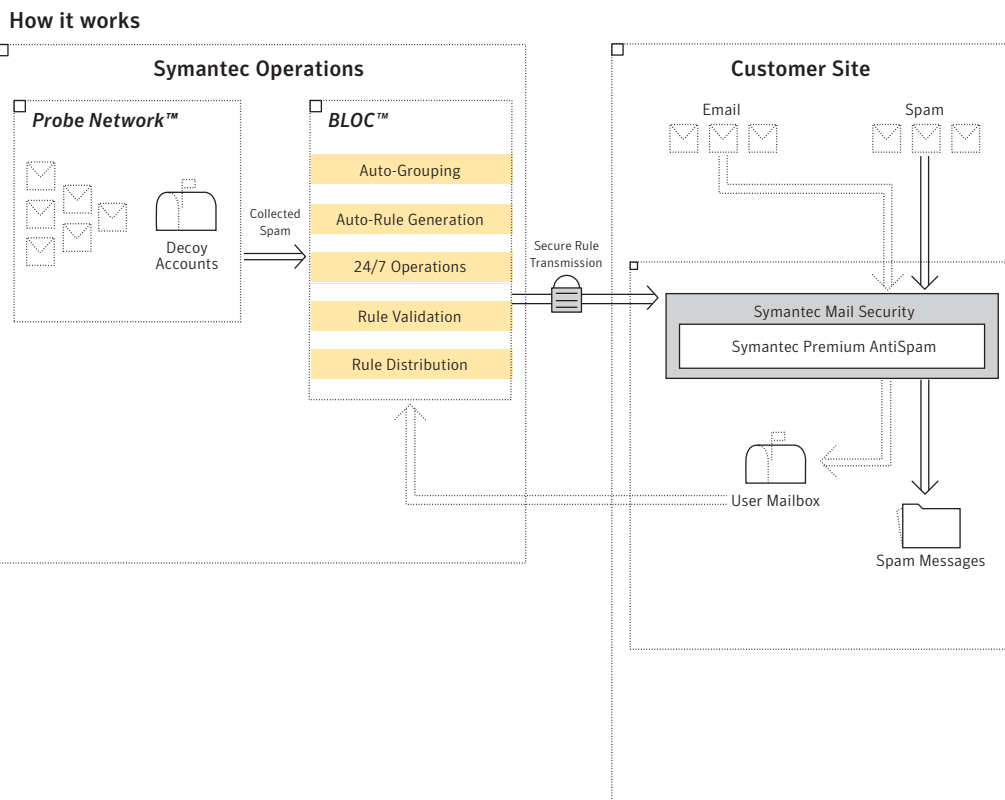 How it works
Symantec Operations
Probe Network™
Decoy
Accounts
Collected
Spam
BLOC™
Auto-Grouping
Auto-Rule Generation
24/7 Operations
Rule Validation
Rule Distribution
Secure Rule
Transmission
Customer Site
Email
Spam
Symantec Mail Security
Symantec Premium AntiSpam
User Mailbox
Spam Messages